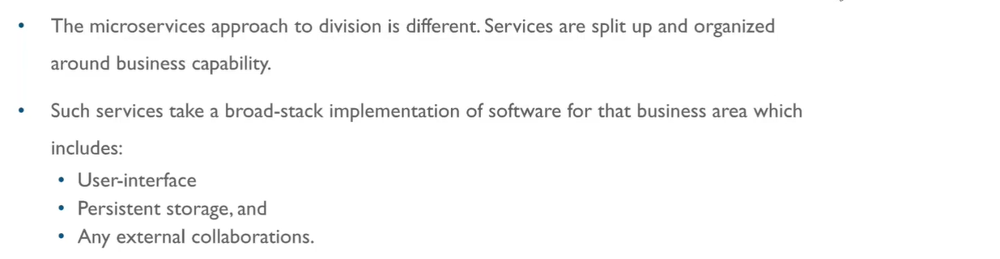 • The microservices approach to division is different. Services are split up and organized
around business capability.
• Such services take a broad-stack implementation of software for that business area which
includes:
• User-interface
• Persistent storage, and
• Any external collaborations.